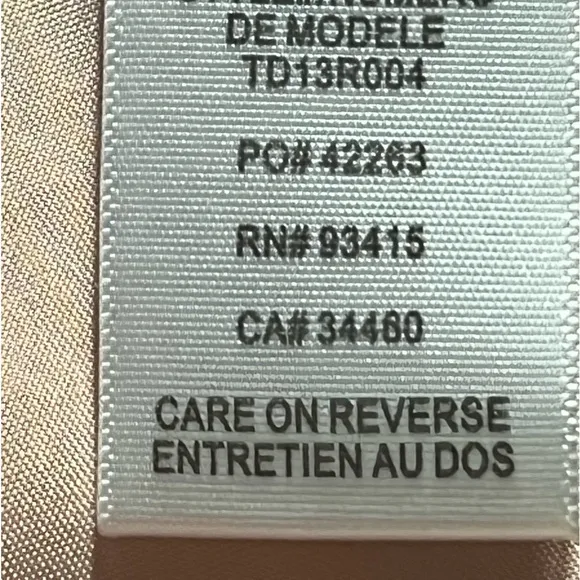 DE MODELE
TD13R004
PO# 42263
RN# 93415
CA# 34460
CARE ON REVERSE
ENTRETIEN AU DOS